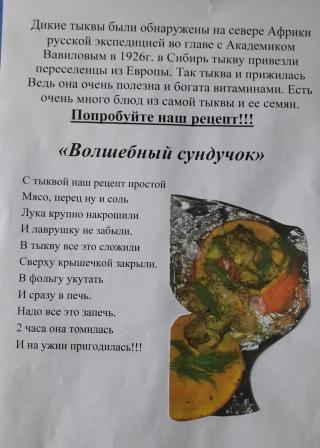 Дикие тыквы были обнаружены на севере Африки
русской экспедицией во главе с Академиком
Вавиловым в 1926г. в Сибирь тыкву привезли
переселенцы из Европы. Так тыква и прижилась
Ведь она очень полезна и богата витаминами. Есть
очень много блюд из самой тыквы и ее семян.
Попробуйте наш рецепт!!!
«Волшебный сундучок»
С тыквой наш рецепт простой
Мясо, перец ну и соль
Лука крупно накрошили
И лаврушку не забыли.
В тыкву все это сложили
Сверху крышечкой закрыли.
В фольгу укутать
И сразу в печь.
Надо все это запечь.
2 часа она томилась
И на ужин пригодилась!!!